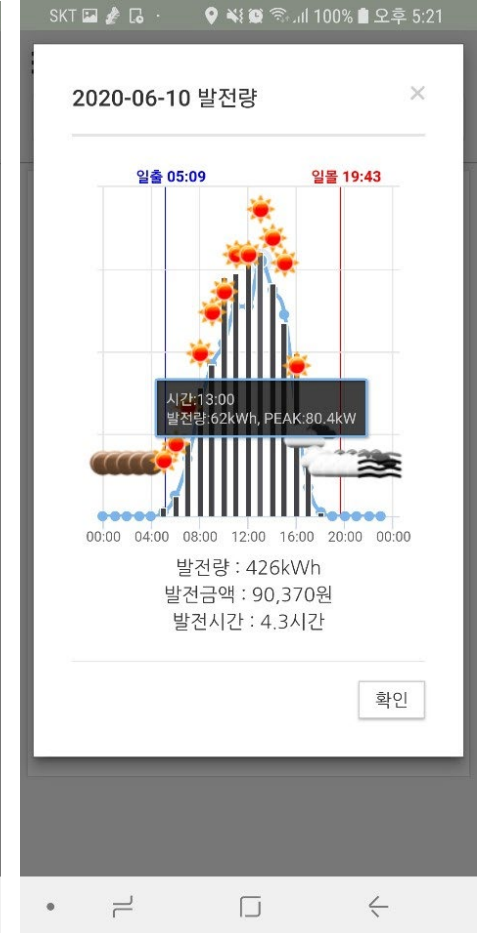 SKT 100% 오후 5:21
2020-06-10 발전량 ×
일출 05:09 일몰 19:43
시간:13:00
발전량:62kWh, PEAK:80.4kW
00:00 04:00 08:00 12:00 16:00 20:00 00:00
발전량 : 426kWh
발전금액 : 90,370원
발전시간 : 4.3시간
확인